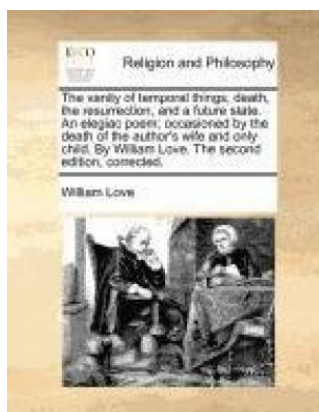 ECCO
Religion and Philosophy
The vanity of temporal things; death,
the resurrection, and a future state.
An elegiac poem; occasioned by the
death of the author's wife and only
child. By William Love. The second
edition, corrected.
William Love